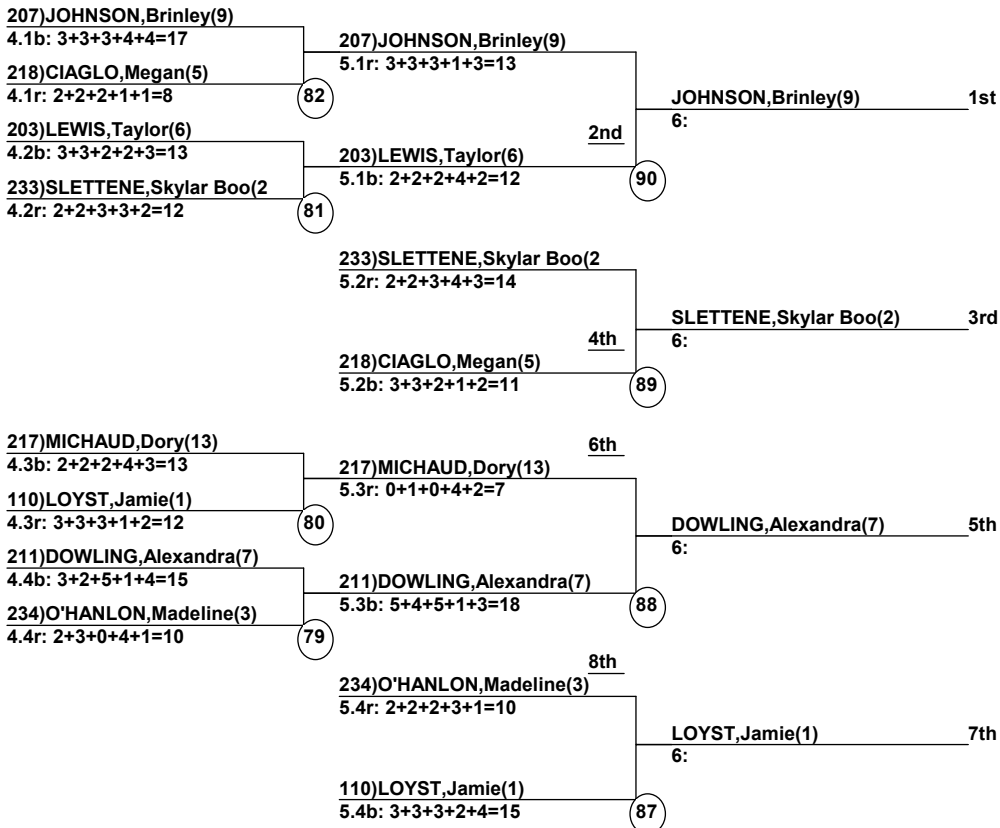 207)JOHNSON,Brinley(9)
4.1b: 3+3+3+4+4=17
218)CIAGLO,Megan(5)
4.1r: 2+2+2+1+1=8
82
203)LEWIS,Taylor(6)
4.2b: 3+3+2+2+3=13
233)SLETTENE,Skylar Boo(2
4.2r: 2+2+3+3+2=12
81
207)JOHNSON,Brinley(9)
5.1r: 3+3+3+1+3=13
2nd
203)LEWIS,Taylor(6)
5.1b: 2+2+2+4+2=12
90
JOHNSON,Brinley(9) 1st
6:
233)SLETTENE,Skylar Boo(2
5.2r: 2+2+3+4+3=14
4th
218)CIAGLO,Megan(5)
5.2b: 3+3+2+1+2=11
89
SLETTENE,Skylar Boo(2) 3rd
6:
217)MICHAUD,Dory(13)
4.3b: 2+2+2+4+3=13
110)LOYST,Jamie(1)
4.3r: 3+3+3+1+2=12
80
211)DOWLING,Alexandra(7)
4.4b: 3+2+5+1+4=15
234)O'HANLON,Madeline(3)
4.4r: 2+3+0+4+1=10
79
6th
217)MICHAUD,Dory(13)
5.3r: 0+1+0+4+2=7
211)DOWLING,Alexandra(7)
5.3b: 5+4+5+1+3=18
88
DOWLING,Alexandra(7) 5th
6:
8th
234)O'HANLON,Madeline(3)
5.4r: 2+2+2+3+1=10
110)LOYST,Jamie(1)
5.4b: 3+3+3+2+4=15
87
LOYST,Jamie(1) 7th
6: